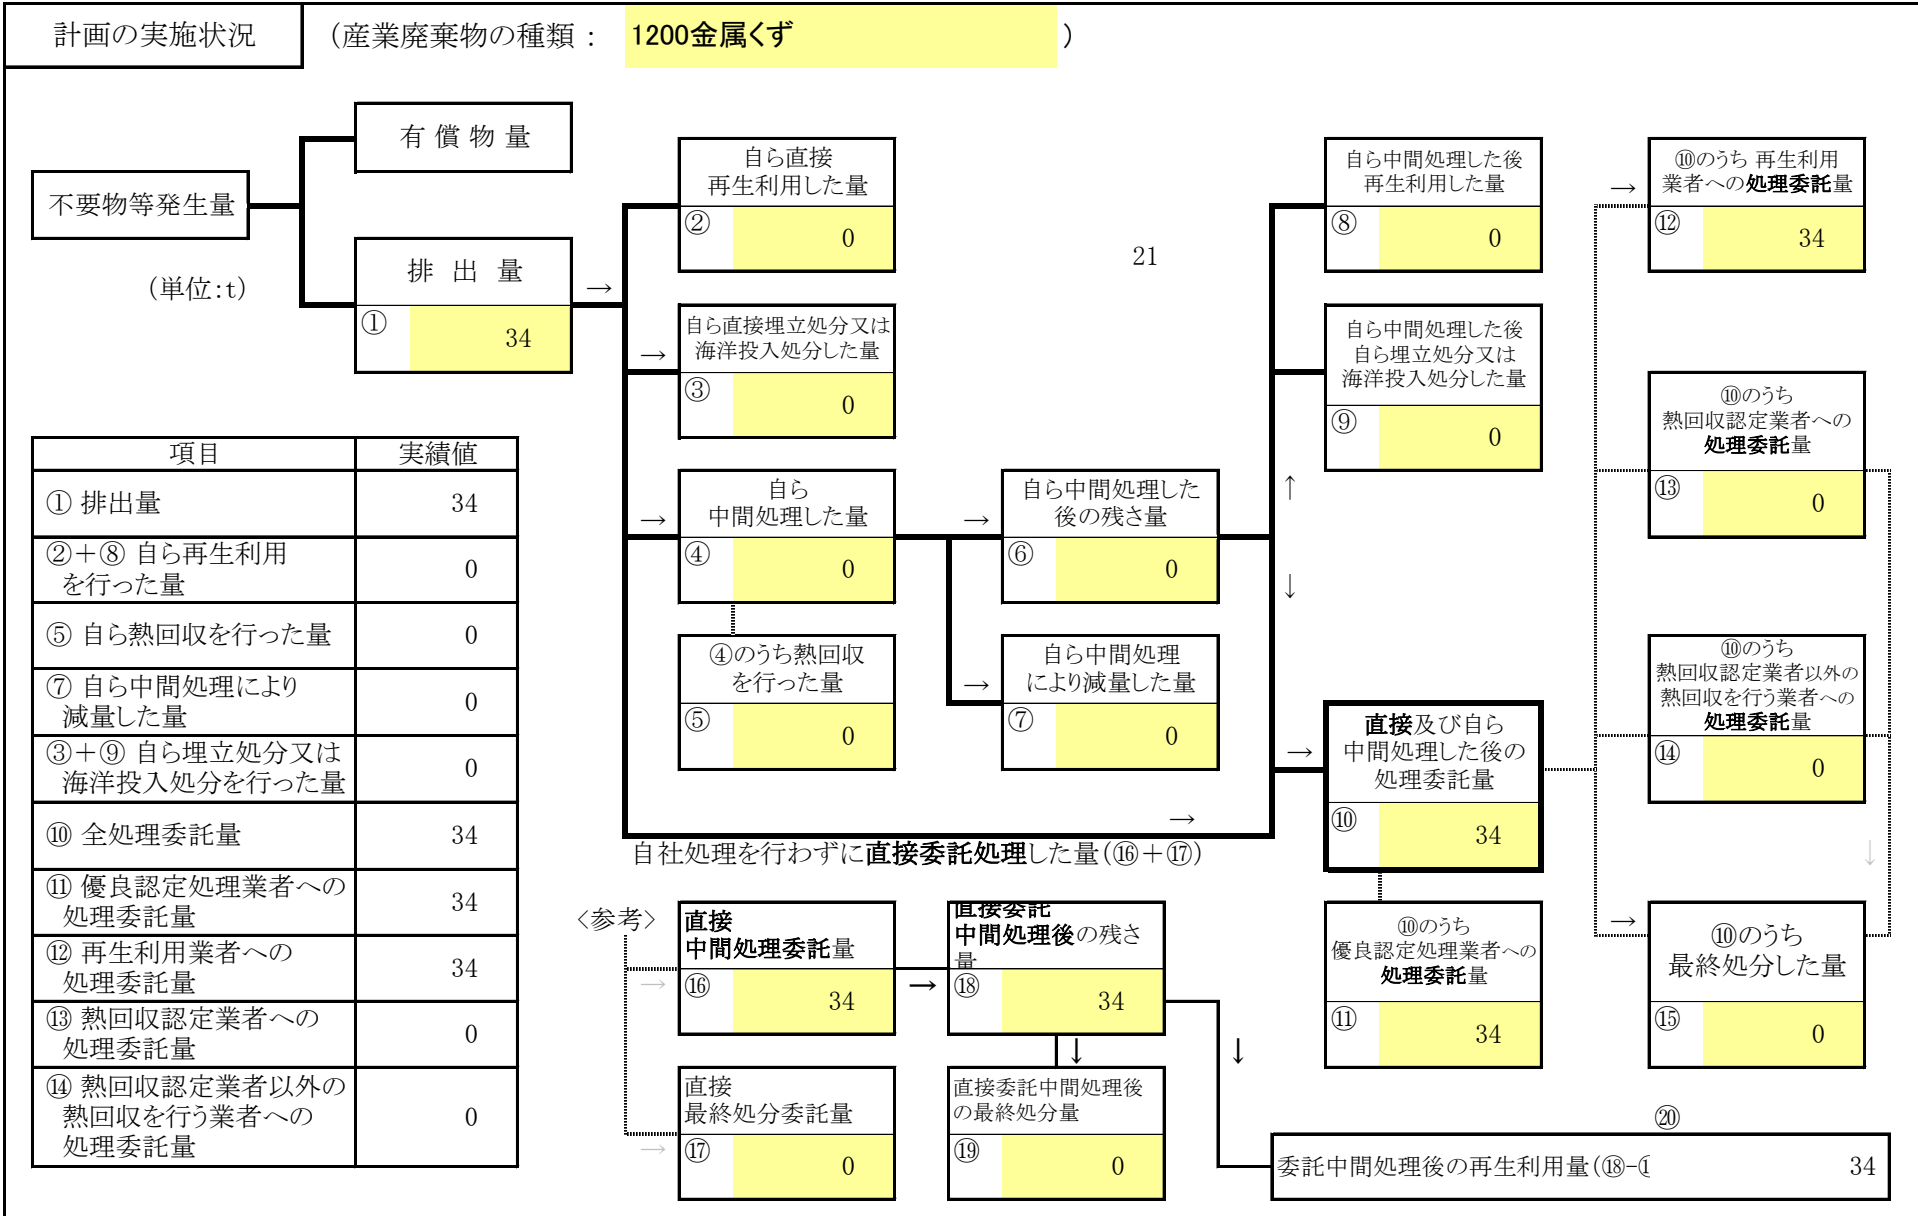 計画の実施状況
（産業廃棄物の種類： 1200金属くず ）
有 償 物 量
不要物等発生量
（単位:t）
排 出 量
→
①
34
自ら直接
再生利用した量
②
0
→
自ら直接埋立処分又は
海洋投入処分した量
③
0
→
自ら
中間処理した量
④
0
④のうち熱回収
を行った量
⑤
0
→
自ら中間処理した
後の残さ量
⑥
0
→
自ら中間処理
により減量した量
⑦
0
21
自ら中間処理した後
再生利用した量
⑧
0
自ら中間処理した後
自ら埋立処分又は
海洋投入処分した量
⑨
0
↑
↓
→
直接及び自ら
中間処理した後の
処理委託量
⑩
34
⑩のうち
優良認定処理業者への
処理委託量
⑪
34
→
⑩のうち 再生利用
業者への処理委託量
⑫
34
⑩のうち
熱回収認定業者への
処理委託量
⑬
0
⑩のうち
熱回収認定業者以外の
熱回収を行う業者への
処理委託量
⑭
0
↓
→
⑩のうち
最終処分した量
⑮
0
→
自社処理を行わずに直接委託処理した量(⑯＋⑰)
項目 実績値
① 排出量 34
②＋⑧ 自ら再生利用
を行った量 0
⑤ 自ら熱回収を行った量 0
⑦ 自ら中間処理により
減量した量 0
③＋⑨ 自ら埋立処分又は
海洋投入処分を行った量 0
⑩ 全処理委託量 34
⑪ 優良認定処理業者への
処理委託量 34
⑫ 再生利用業者への
処理委託量 34
⑬ 熱回収認定業者への
処理委託量 0
⑭ 熱回収認定業者以外の
熱回収を行う業者への
処理委託量 0
〈参考〉
→
直接
中間処理委託量
⑯
34
→
直接
最終処分委託量
⑰
0
→
直接委託
中間処理後の残さ
量
⑱
34
↓
直接委託中間処理後
の最終処分量
⑲
0
↓
⑳
委託中間処理後の再生利用量(⑱-
34